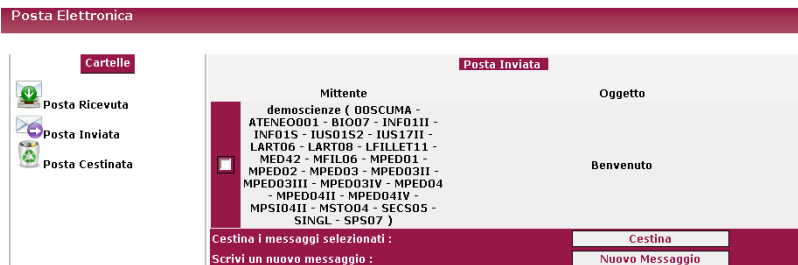 Posta Elettronica
Cartelle
Posta Ricevuta
Posta Inviata
Posta Cestinata
Posta Inviata
Mittente
Oggetto
demoscienze ( 00SCUMA -
ATENEO001 - BIO07 - INF01II -
INF01S - IUS01S2 - IUS17II -
LART06 - LART08 - LFILLET11 -
MED42 - MFIL06 - MPED01 -
MPED02 - MPED03 - MPED03II -
MPED03III - MPED03IV - MPED04
- MPED04II - MPED04IV -
MPSI04II - MSTO04 - SECS05 -
SINGL - SPS07 )
Benvenuto
Cestina i messaggi selezionati :
Cestina
Scrivi un nuovo messaggio :
Nuovo Messaggio